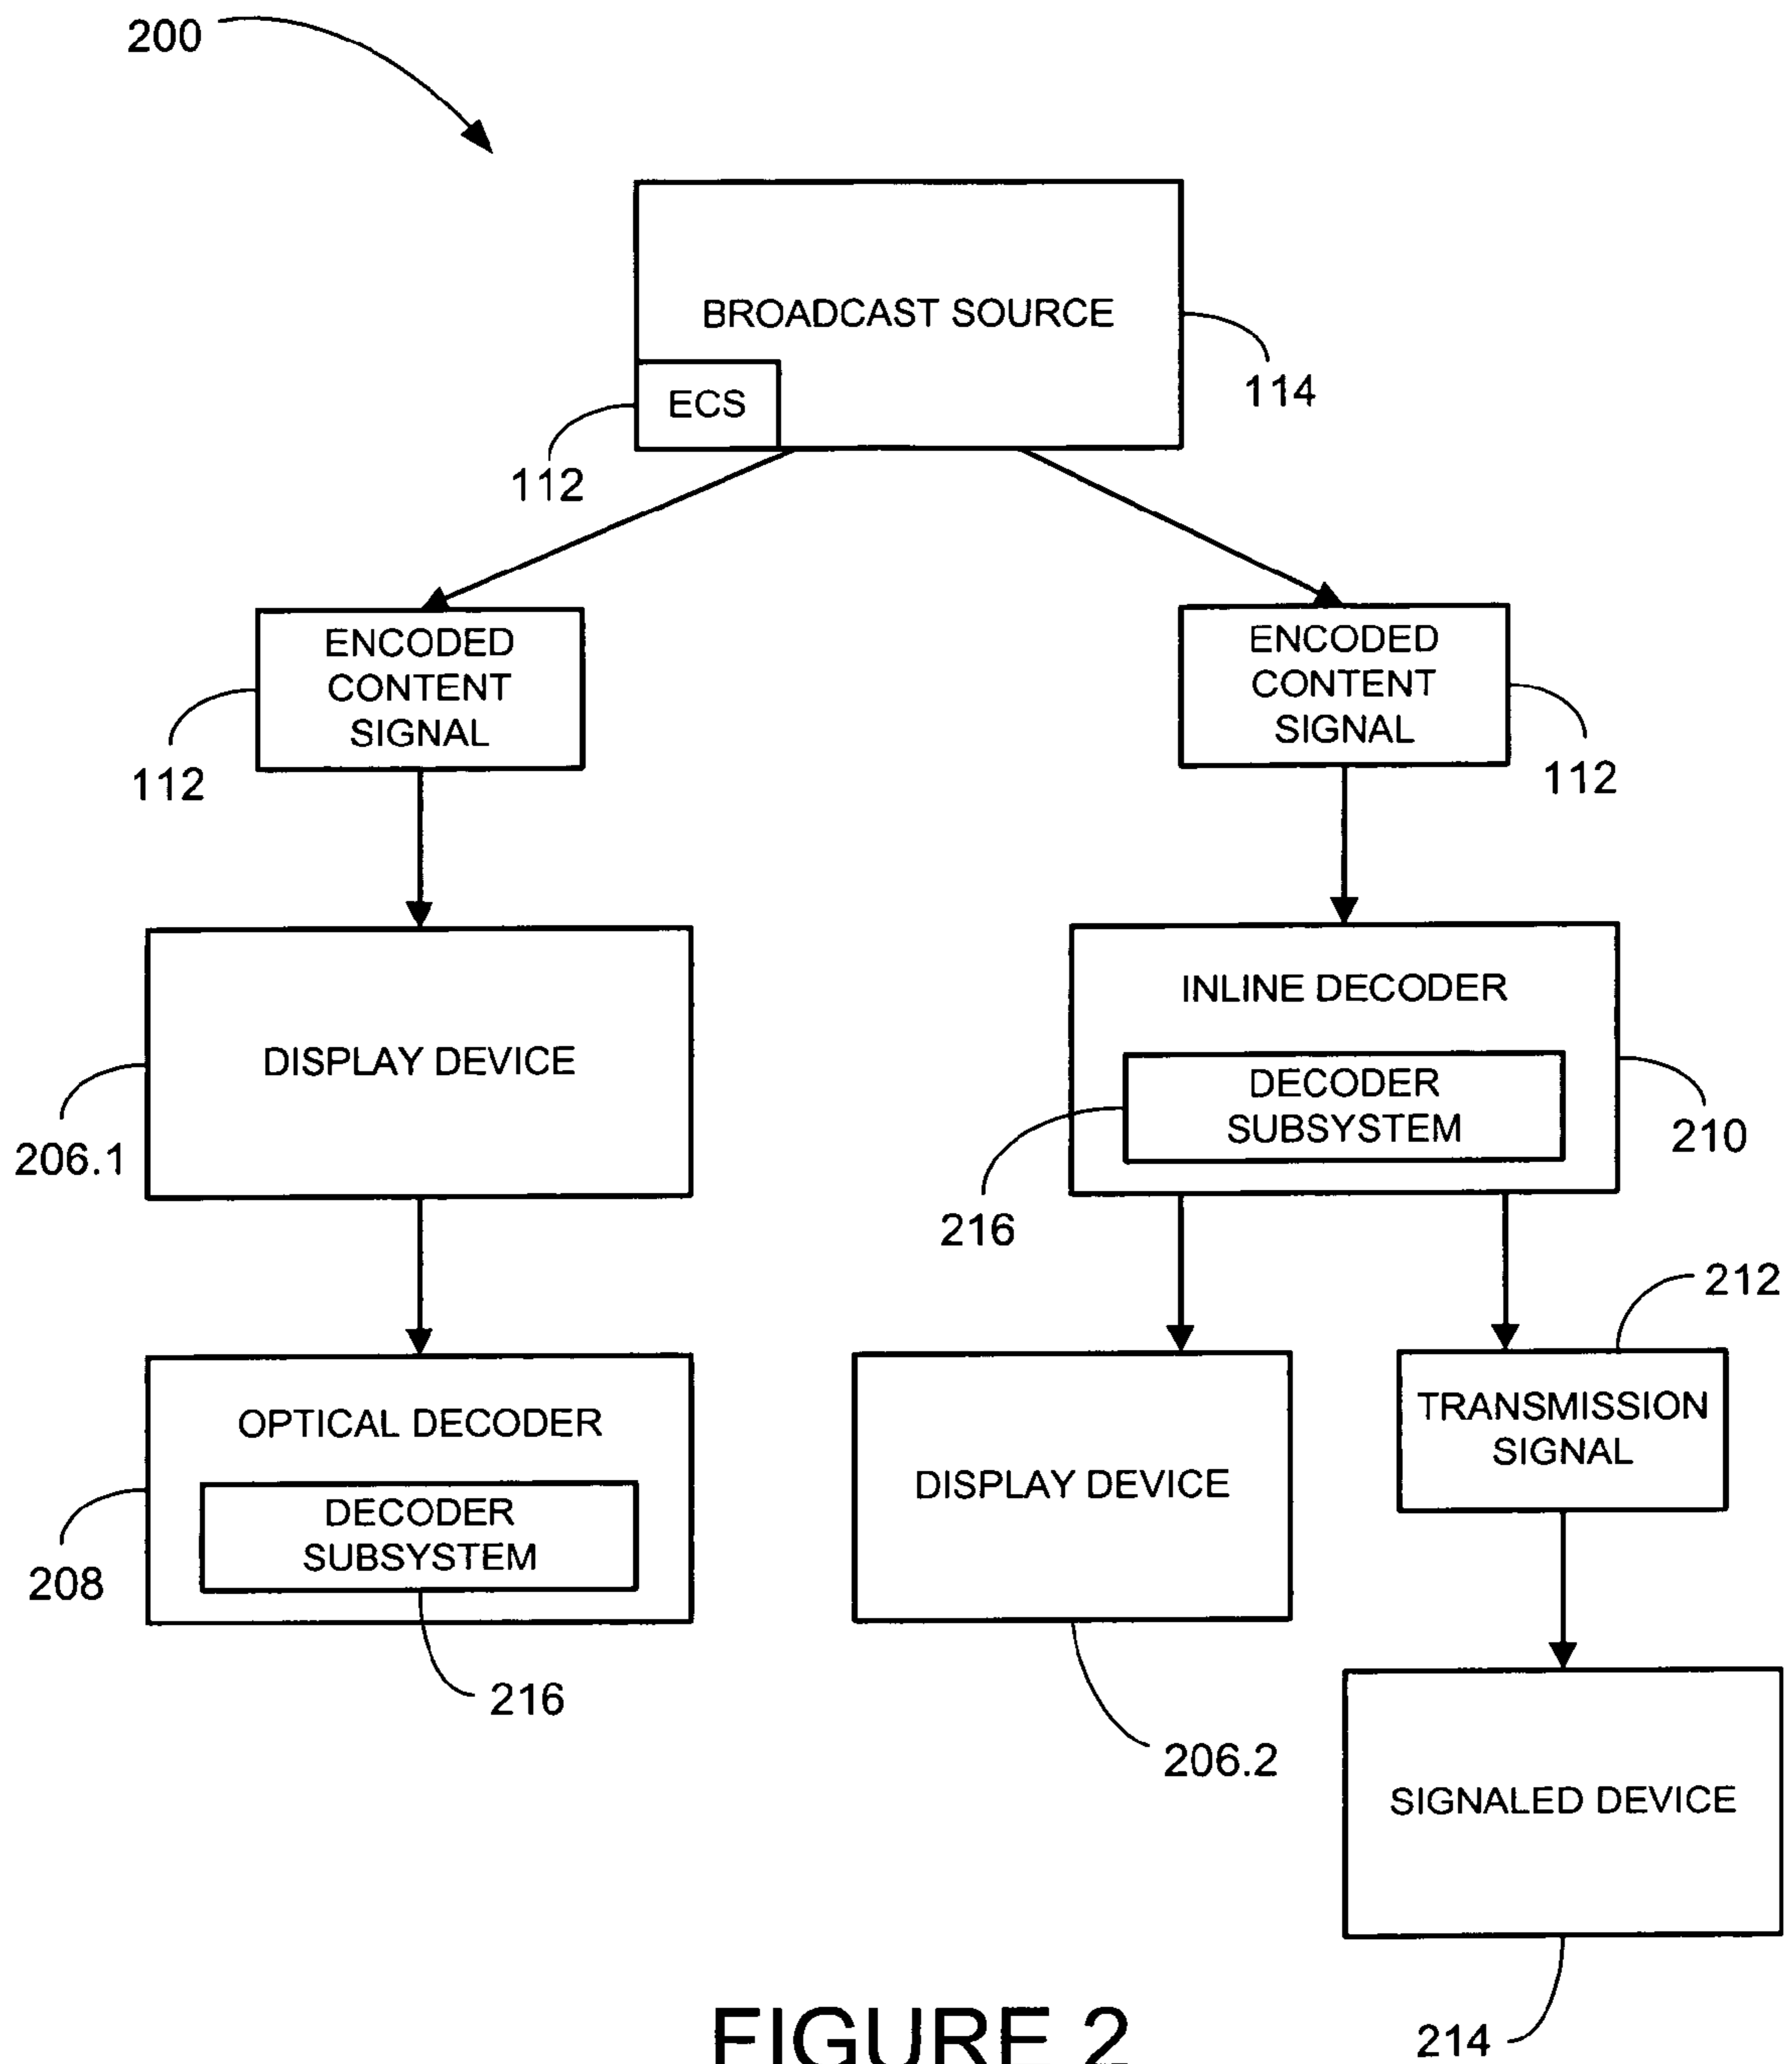 200
BROADCAST SOURCE
114
ECS
112
ENCODED
CONTENT
SIGNAL
112
ENCODED
CONTENT
SIGNAL
112
DISPLAY DEVICE
206.1
INLINE DECODER
DECODER
SUBSYSTEM
210
216
212
OPTICAL DECODER
DECODER
SUBSYSTEM
208
216
DISPLAY DEVICE
206.2
TRANSMISSION
SIGNAL
SIGNALED DEVICE
214
FIGURE 2